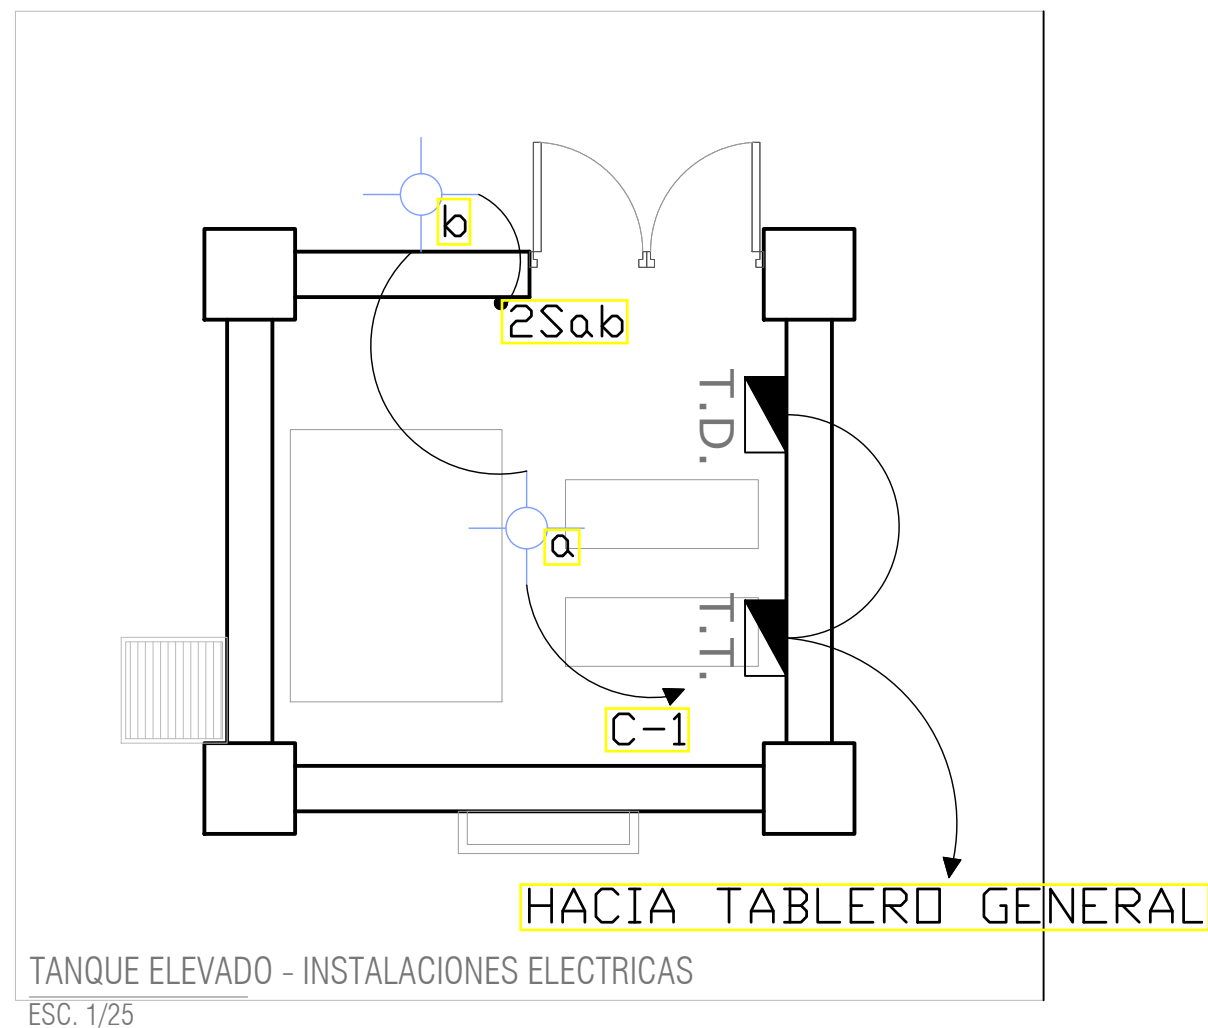 b
2Sab
T.D.
a
T.T.
C-1
HACIA TABLERO GENERAL
TANQUE ELEVADO - INSTALACIONES ELECTRICAS
ESC. 1/25